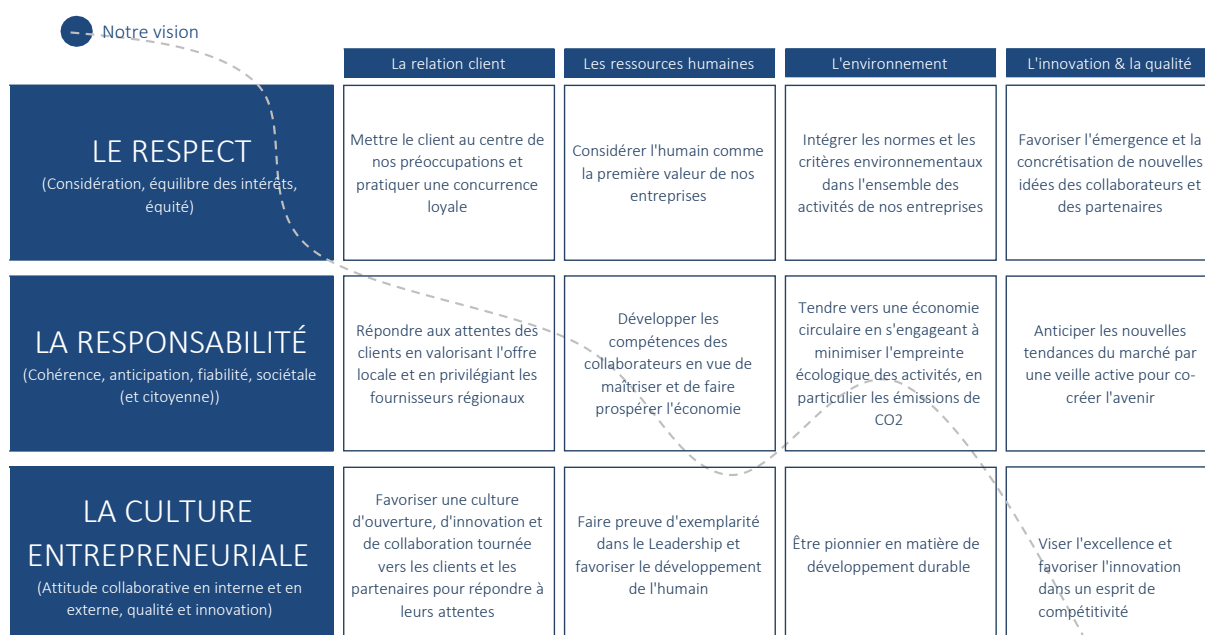 Notre vision
La relation client
Les ressources humaines
L'environnement
L'innovation & la qualité
LE RESPECT
(Considération, équilibre des intérêts,
équité)
Mettre le client au centre de
nos préoccupations et
pratiquer une concurrence
loyale
Considérer l'humain comme
la première valeur de nos
entreprises
Intégrer les normes et les
critères environnementaux
dans l'ensemble des
activités de nos entreprises
Favoriser l'émergence et la
concrétisation de nouvelles
idées des collaborateurs et
des partenaires
LA RESPONSABILITÉ
(Cohérence, anticipation, fiabilité, sociétale
(et citoyenne))
Répondre aux attentes des
clients en valorisant l'offre
locale et en privilégiant les
fournisseurs régionaux
Développer les
compétences des
collaborateurs en vue de
maîtriser et de faire
prospérer l'économie
Tendre vers une économie
circulaire en s'engageant à
minimiser l'empreinte
écologique des activités, en
particulier les émissions de
CO2
Anticiper les nouvelles
tendances du marché par
une veille active pour co-
créer l'avenir
LA CULTURE
ENTREPRENEURIALE
(Attitude collaborative en interne et en
externe, qualité et innovation)
Favoriser une culture
d'ouverture, d'innovation et
de collaboration tournée
vers les clients et les
partenaires pour répondre à
leurs attentes
Faire preuve d'exemplarité
dans le Leadership et
favoriser le développement
de l'humain
Être pionnier en matière de
développement durable
Viser l'excellence et
favoriser l'innovation
dans un esprit de
compétitivité